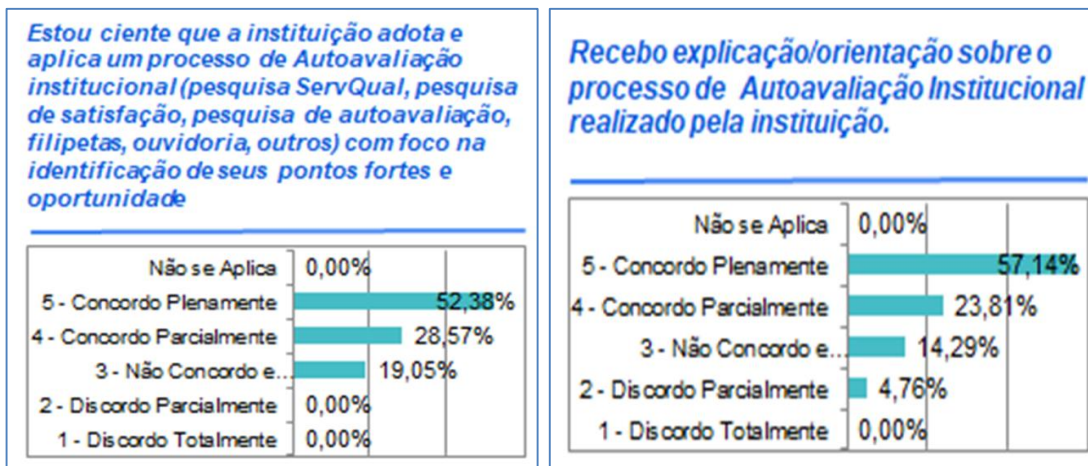 Estou ciente que a instituição adota e
aplica um processo de Autoavaliação
institucional (pesquisa ServQual, pesquisa
de satisfação, pesquisa de autoavaliação,
filipetas, ouvidoria, outros) com foco na
identificação de seus pontos fortes e
oportunidade
Não se Aplica 0,00%
5 - Concordo Plenamente 52,38%
4 - Concordo Parcialmente 28,57%
3 - Não Concordo e... 19,05%
2 - Discordo Parcialmente 0,00%
1 - Discordo Totalmente 0,00%
Recebo explicação/orientação sobre o
processo de Autoavaliação Institucional
realizado pela instituição.
Não se Aplica 0,00%
5 - Concordo Plenamente 57,14%
4 - Concordo Parcialmente 23,81%
3 - Não Concordo e... 14,29%
2 - Discordo Parcialmente 4,76%
1 - Discordo Totalmente 0,00%